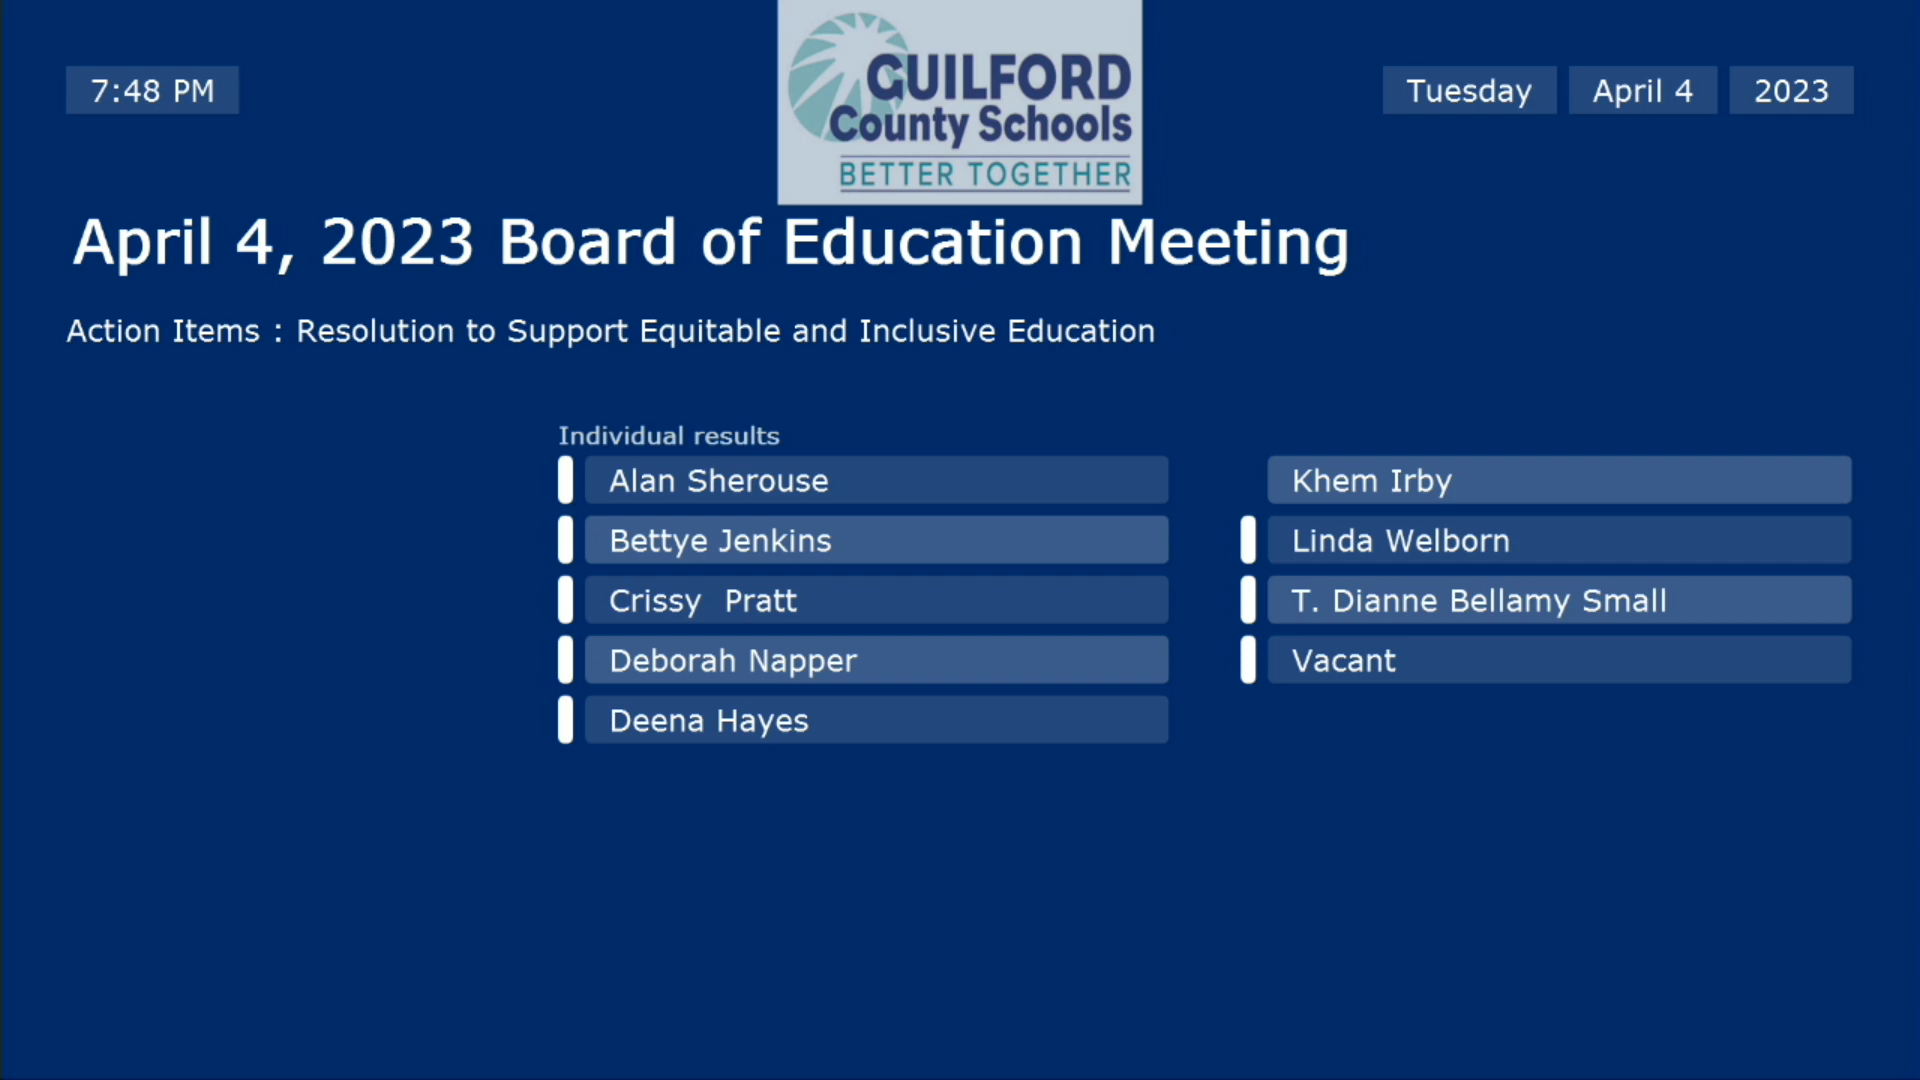 7:48 PM
GUILFORD
County Schools
BETTER TOGETHER
Tuesday April 4 2023
April 4, 2023 Board of Education Meeting
Action Items : Resolution to Support Equitable and Inclusive Education
Individual results
Alan Sherouse
Bettye Jenkins
Crissy  Pratt
Deborah Napper
Deena Hayes
Khem Irby
Linda Welborn
T. Dianne Bellamy Small
Vacant